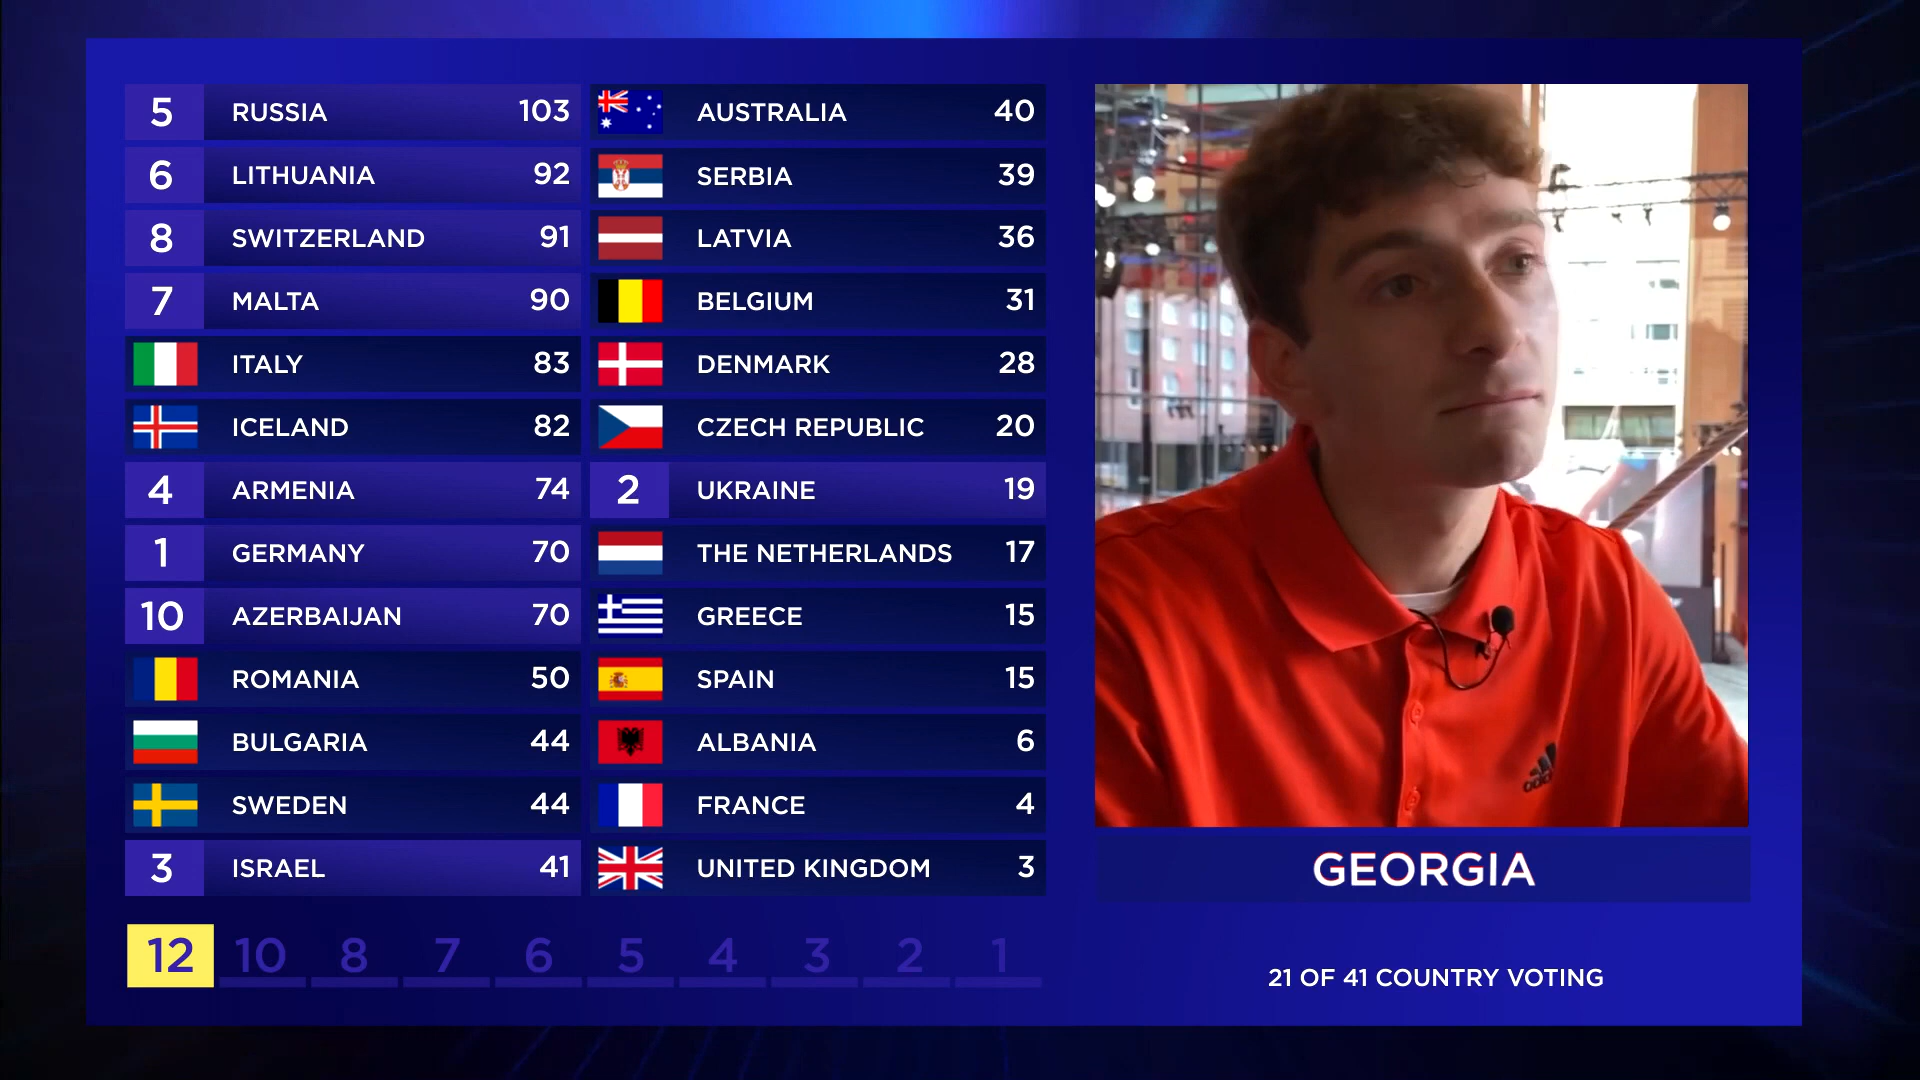 5 RUSSIA 103
6 LITHUANIA 92
8 SWITZERLAND 91
7 MALTA 90
ITALY 83
ICELAND 82
4 ARMENIA 74
1 GERMANY 70
10 AZERBAIJAN 70
ROMANIA 50
BULGARIA 44
SWEDEN 44
3 ISRAEL 41
AUSTRALIA 40
SERBIA 39
LATVIA 36
BELGIUM 31
DENMARK 28
CZECH REPUBLIC 20
2 UKRAINE 19
THE NETHERLANDS 17
GREECE 15
SPAIN 15
ALBANIA 6
FRANCE 4
UNITED KINGDOM 3
12 10 8 7 6 5 4 3 2 1
adidas
GEORGIA
21 OF 41 COUNTRY VOTING